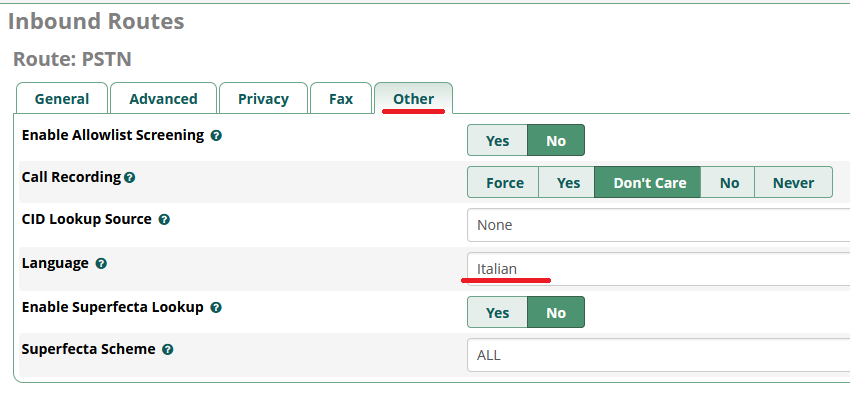 Inbound Routes
Route: PSTN
General Advanced Privacy Fax Other
Enable Allowlist Screening ? Yes No
Call Recording ? Force Yes Don't Care No Never
CID Lookup Source ? None
Language ? Italian
Enable Superfecta Lookup ? Yes No
Superfecta Scheme ? ALL